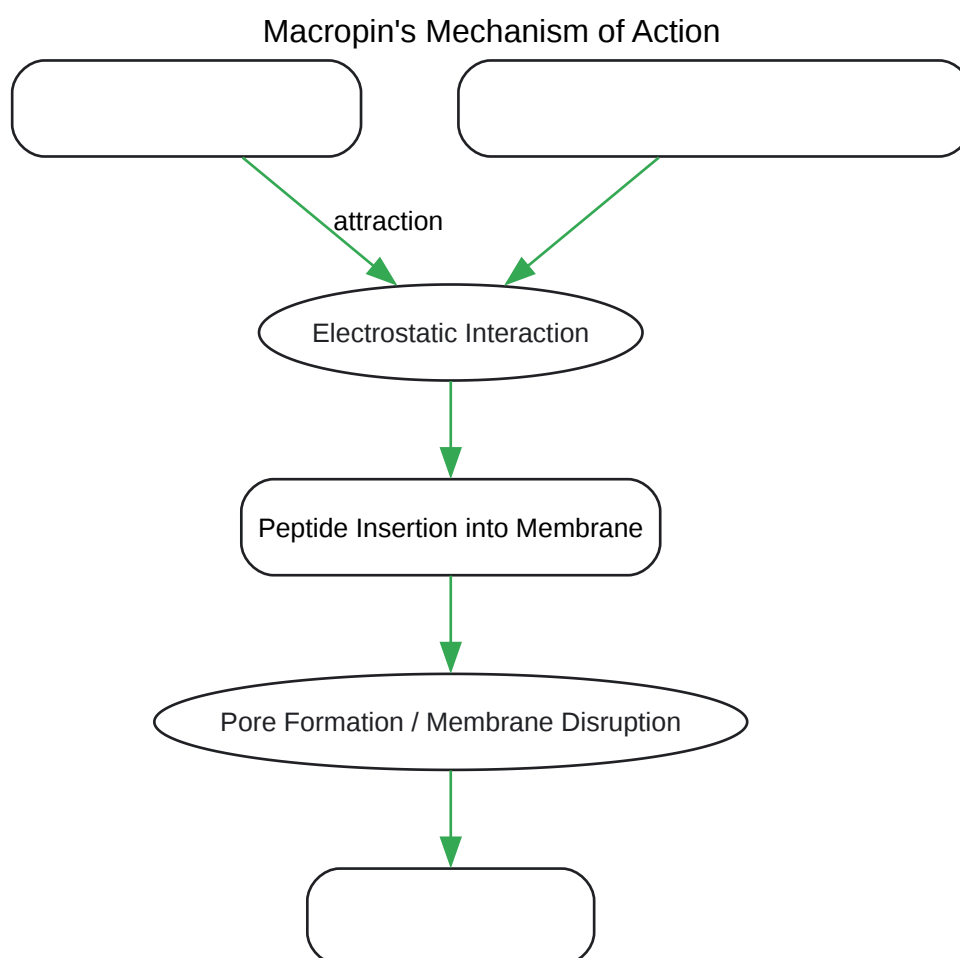 Macropin's Mechanism of Action
attraction
Electrostatic Interaction
Peptide Insertion into Membrane
Pore Formation / Membrane Disruption